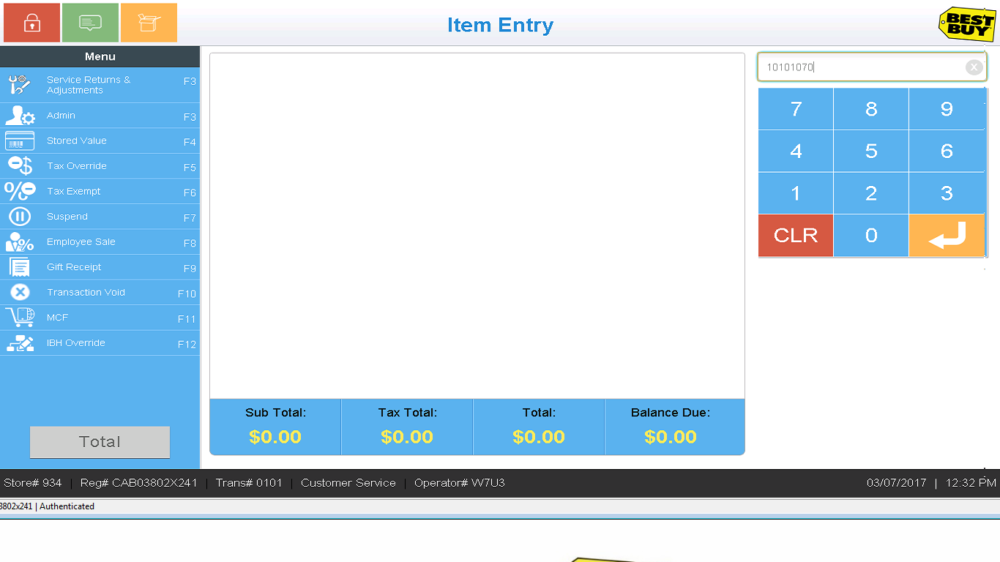 Item Entry
BEST
BUY
Menu
Service Returns &
Adjustments
F3
Admin
F3
Stored Value
F4
Tax Override
F5
Tax Exempt
F6
Suspend
F7
Employee Sale
F8
Gift Receipt
F9
Transaction Void
F10
MCF
F11
IBH Override
F12
Total
Sub Total:
$0.00
Tax Total:
$0.00
Total:
$0.00
Balance Due:
$0.00
10101070
7 8 9
4 5 6
1 2 3
CLR 0
Store# 934 | Reg# CAB03802X241 | Trans# 0101 | Customer Service | Operator# W7U3
03/07/2017 | 12:32 PM
3802x241 | Authenticated